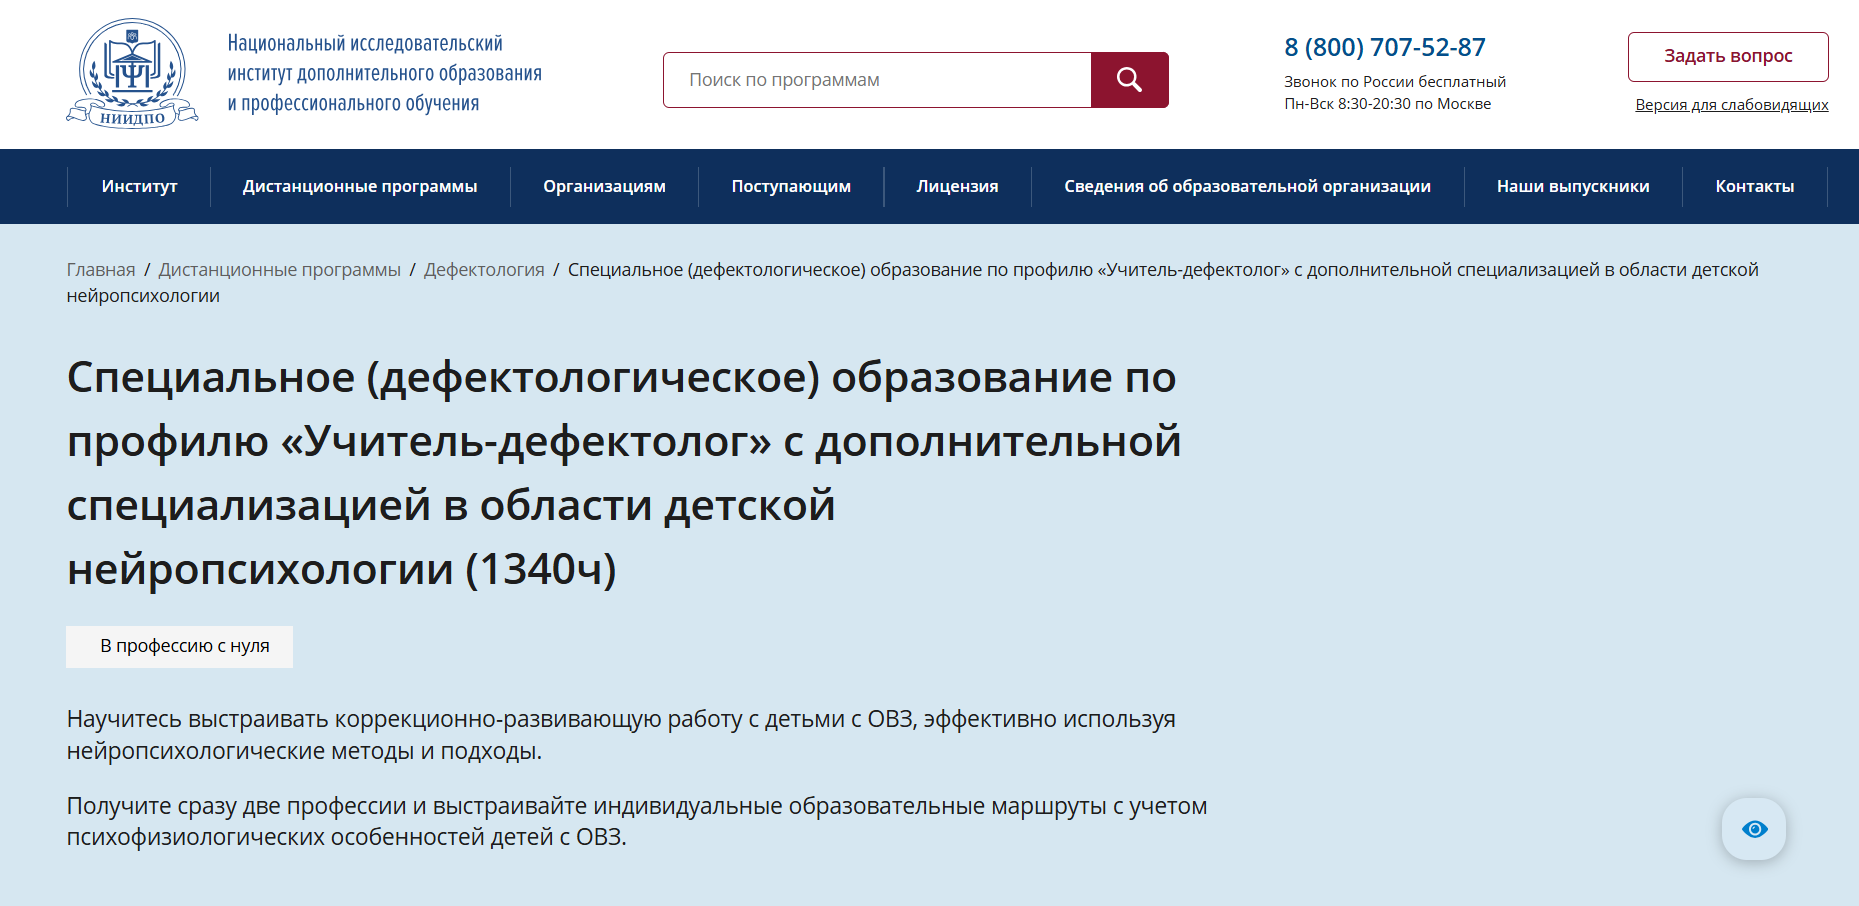 НИИДПО
Национальный исследовательский
институт дополнительного образования
и профессионального обучения
Поиск по программам
8 (800) 707-52-87
Звонок по России бесплатный
Пн-Вск 8:30-20:30 по Москве
Задать вопрос
Версия для слабовидящих
Институт
Дистанционные программы
Организациям
Поступающим
Лицензия
Сведения об образовательной организации
Наши выпускники
Контакты
Главная / Дистанционные программы / Дефектология / Специальное (дефектологическое) образование по профилю «Учитель-дефектолог» с дополнительной специализацией в области детской
нейропсихологии
Специальное (дефектологическое) образование по
профилю «Учитель-дефектолог» с дополнительной
специализацией в области детской
нейропсихологии (1340ч)
В профессию с нуля
Научитесь выстраивать коррекционно-развивающую работу с детьми с ОВЗ, эффективно используя
нейропсихологические методы и подходы.
Получите сразу две профессии и выстраивайте индивидуальные образовательные маршруты с учетом
психофизиологических особенностей детей с ОВЗ.